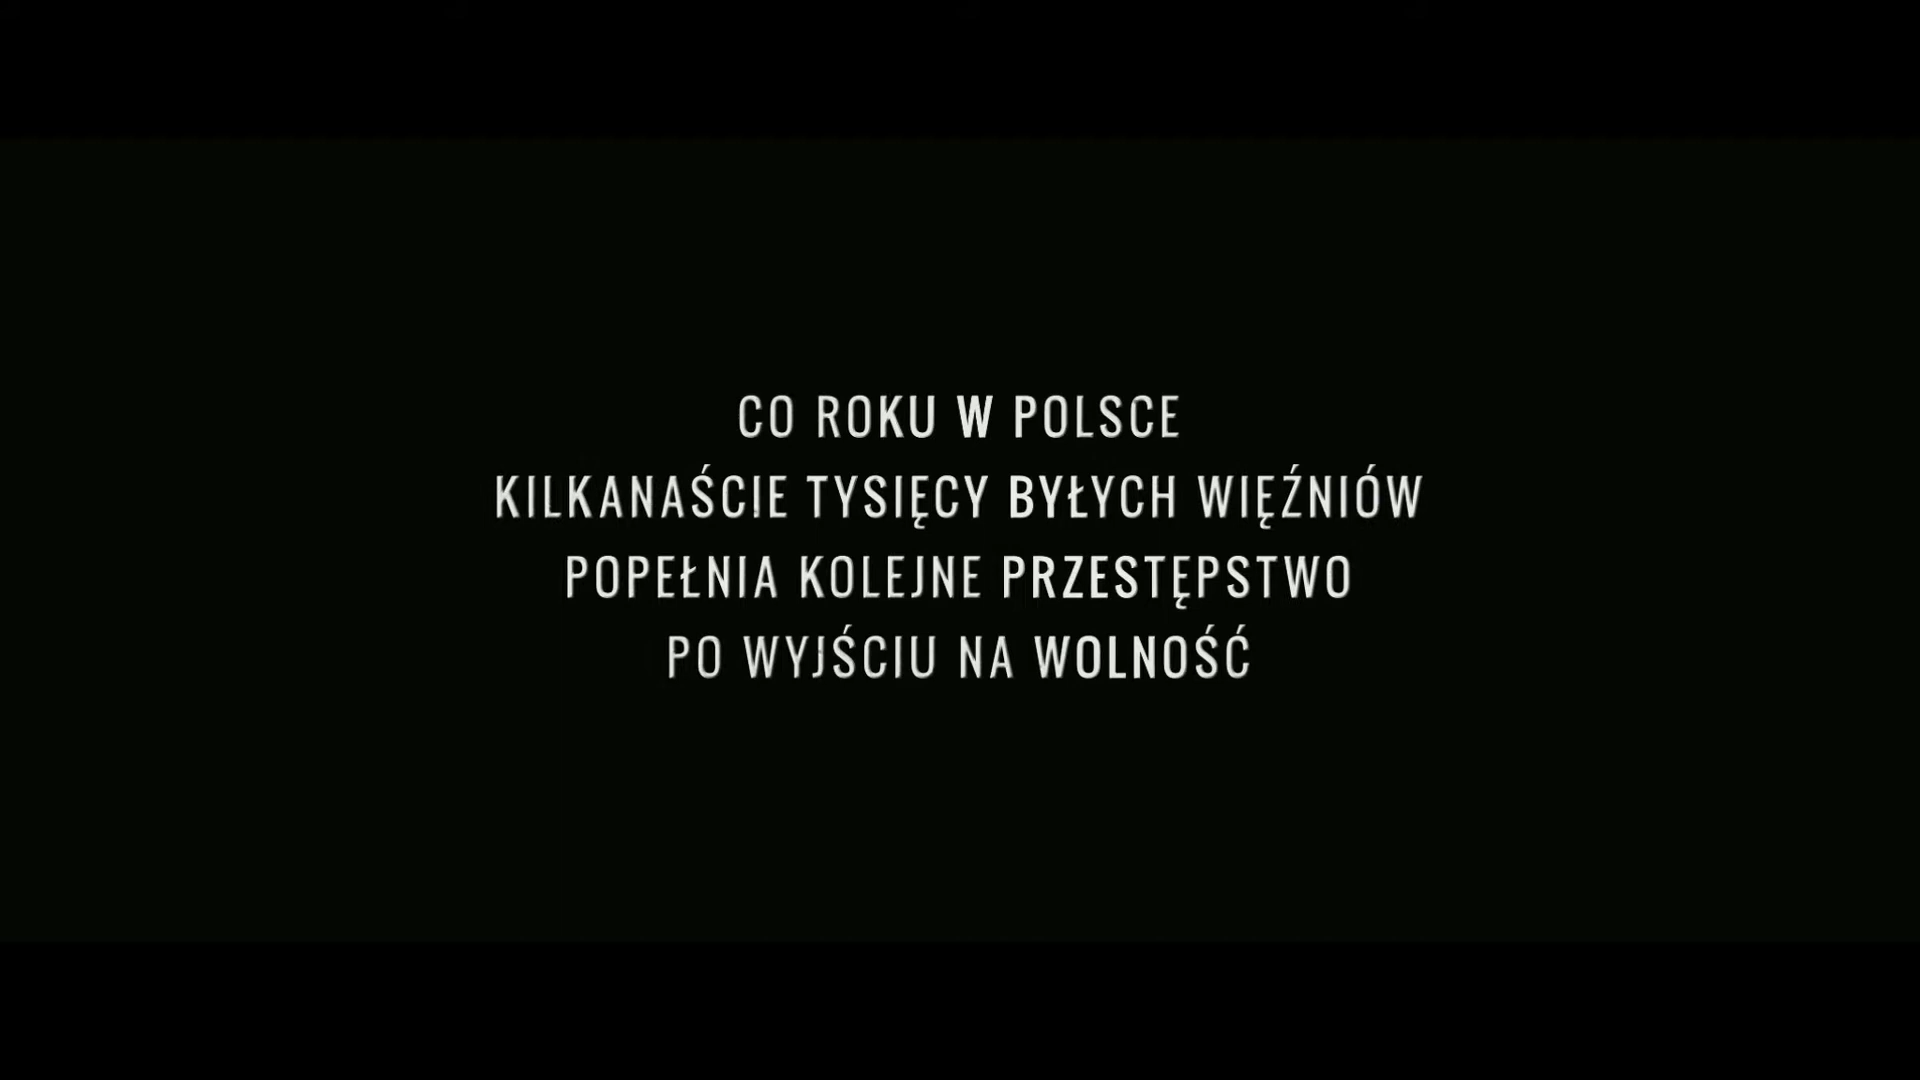 CO ROKU W POLSCE
KILKANAŚCIE TYSIĘCY BYŁYCH WIĘŹNIÓW
POPEŁNIA KOLEJNE PRZESTĘPSTWO
PO WYJŚCIU NA WOLNOŚĆ